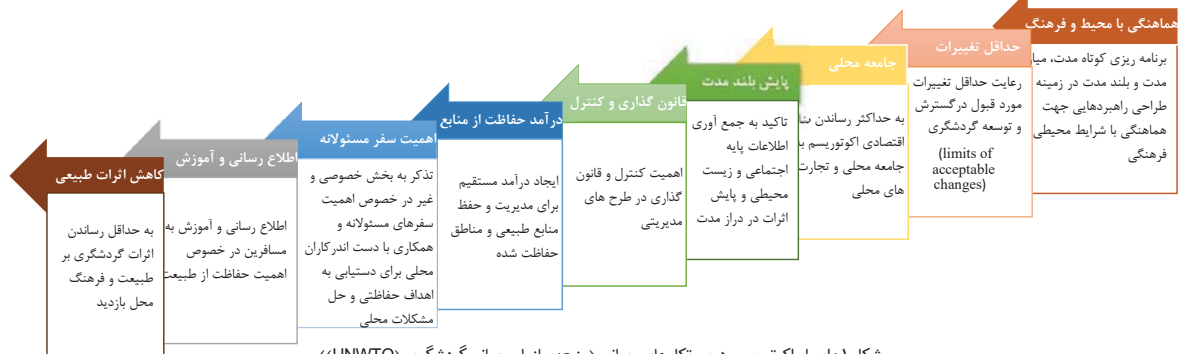 هماهنگی با محیط و فرهنگ
برنامه ریزی کوتاه مدت، میا
مدت و بلند مدت در زمینه
طراحی راهبردهایی جهت
هماهنگی با شرایط محیطی
فرهنگی
حداقل تغییرات
رعایت حداقل تغییرات
مورد قبول درگسترش
و توسعه گردشگری
(limits of
acceptable
changes)
جامعه محلی
به حداکثر رساندن
اقتصادی اکوتوریسم به
جامعه محلی و تجارت
های محلی
پایش بلند مدت
تاکید به جمع آوری
اطلاعات پایه
اجتماعی و زیست
محیطی و پایش
اثرات در دراز مدت
قانون گذاری و کنترل
اهمیت کنترل و قانون
گذاری در طرح های
مدیریتی
درآمد حفاظت از منابع
ایجاد درآمد مستقیم
برای مدیریت و حفظ
منابع طبیعی و مناطق
حفاظت شده
اهمیت سفر مسئولانه
تذکر به بخش خصوصی و
غیر در خصوص اهمیت
سفرهای مسئولانه و
همکاری با دست اندرکاران
محلی برای دستیابی به
اهداف حفاظتی و حل
مشکلات محلی
اطلاع رسانی و آموزش
اطلاع رسانی و آموزش به
مسافرین در خصوص
اهمیت حفاظت از طبیعت
کاهش اثرات طبیعی
به حداقل رساندن
اثرات گردشگری بر
طبیعت و فرهنگ
محل بازدید